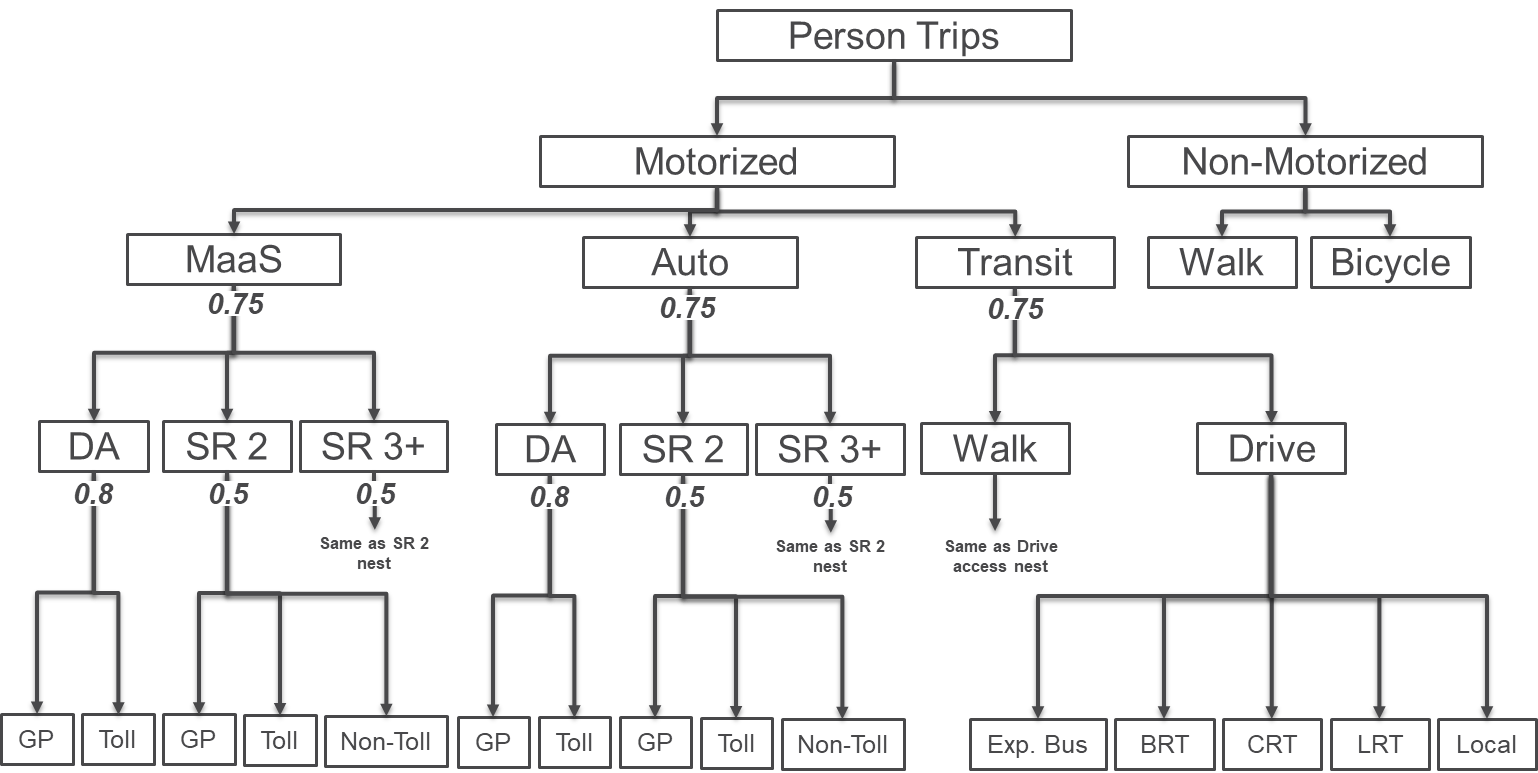 Person Trips
Motorized
Non-Motorized
MaaS
Auto
Transit
Walk
Bicycle
0.75
0.75
0.75
DA
SR 2
SR 3+
DA
SR 2
SR 3+
Walk
Drive
0.8
0.5
0.5
0.8
0.5
0.5
Same as SR 2
nest
Same as SR 2
nest
Same as Drive
access nest
GP
Toll
GP
Toll
Non-Toll
GP
Toll
GP
Toll
Non-Toll
Exp. Bus
BRT
CRT
LRT
Local